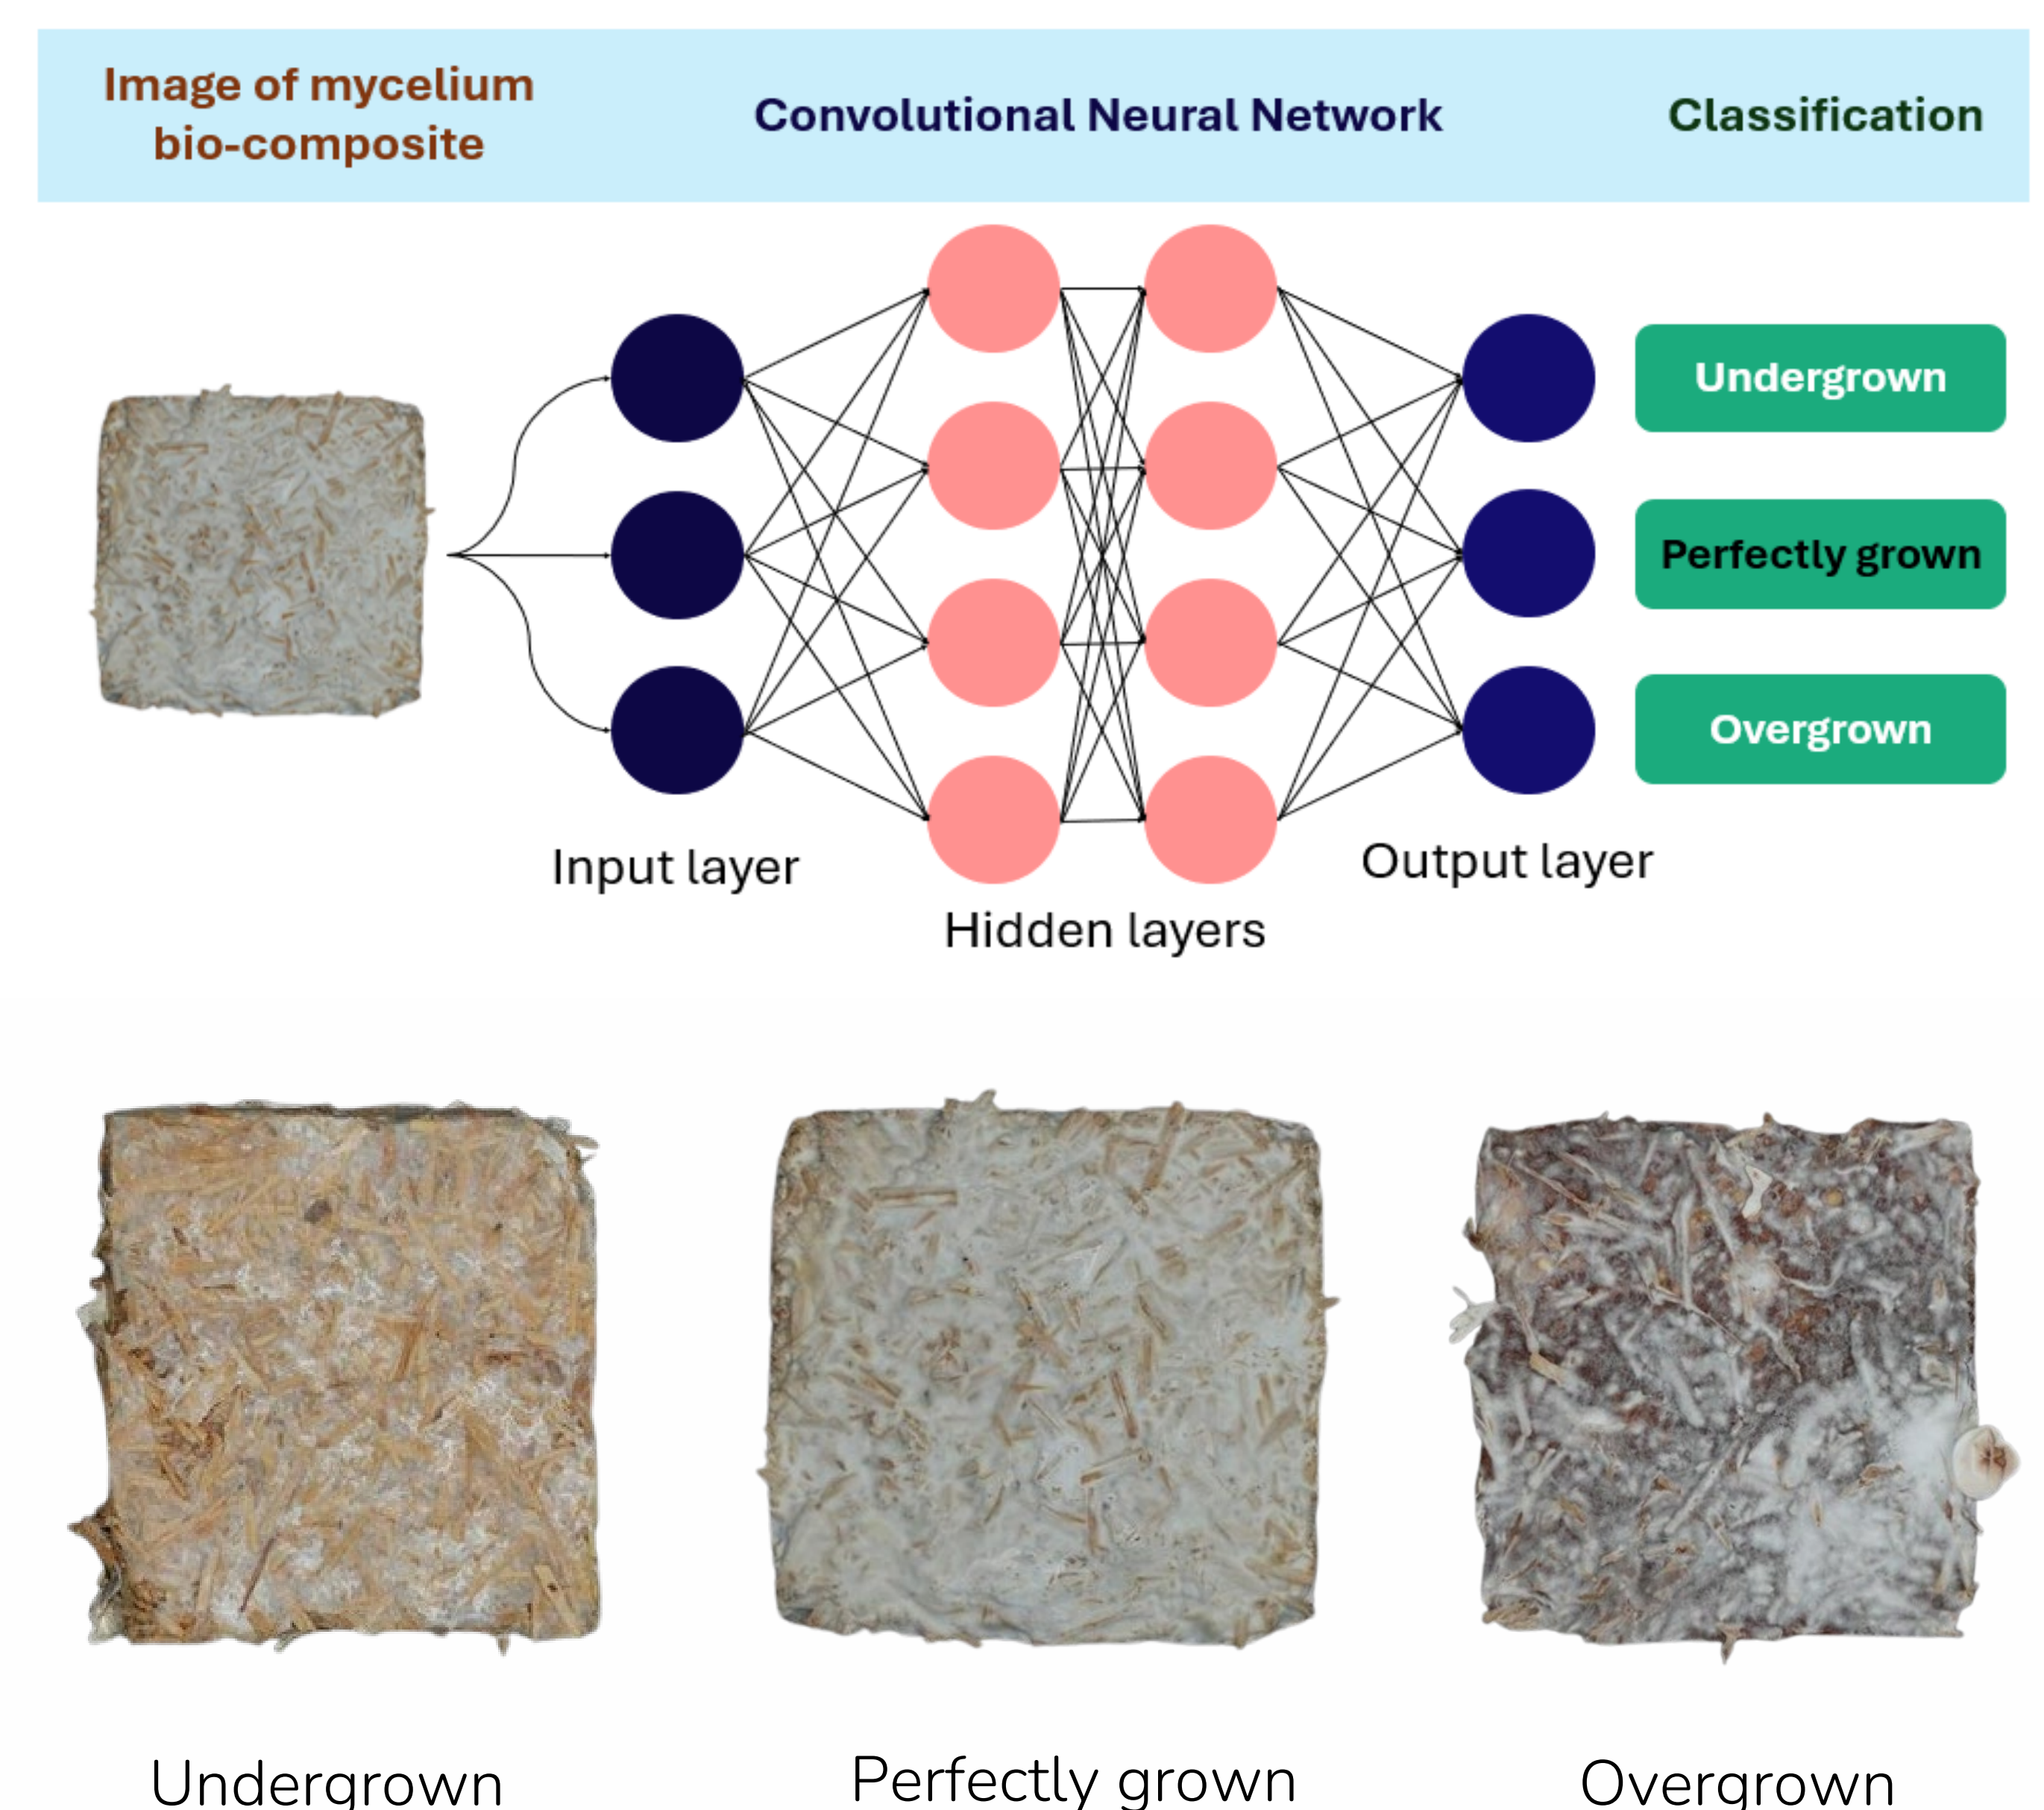 Image of mycelium
bio-composite
Convolutional Neural Network
Classification
Undergrown
Perfectly grown
Overgrown
Input layer
Output layer
Hidden layers
Undergrown
Perfectly grown
Overgrown